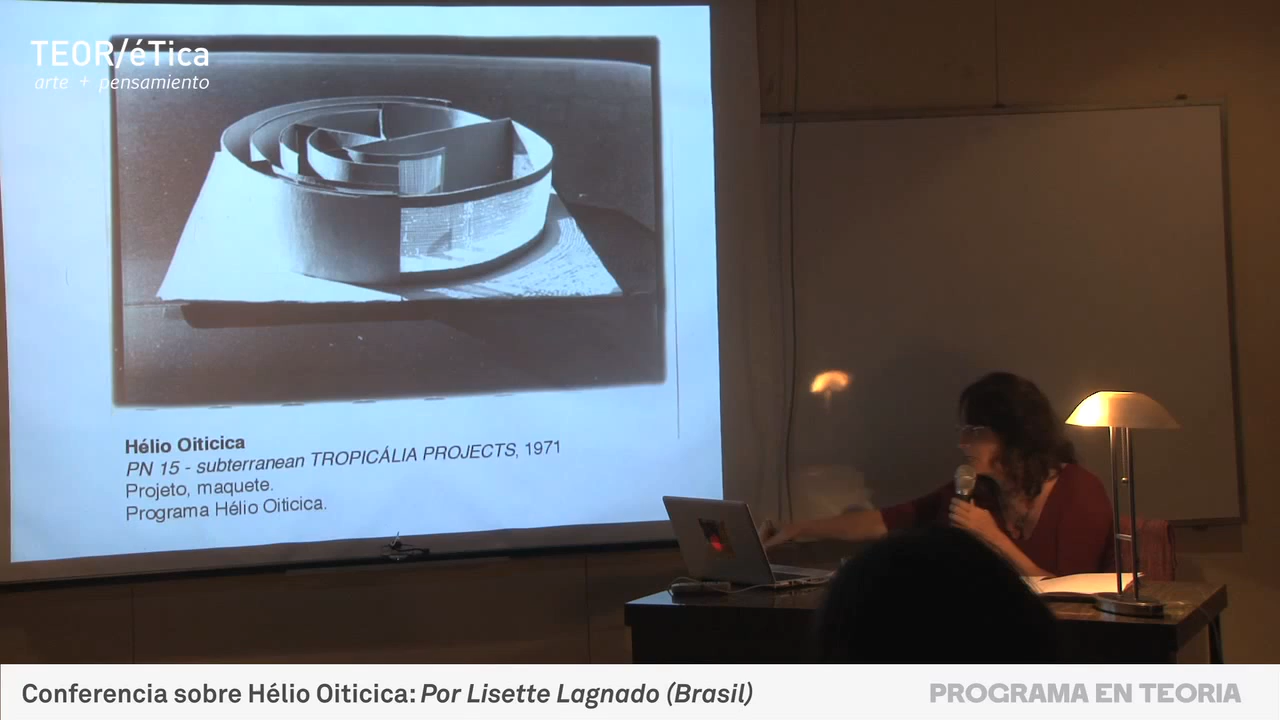 TEOR/éTica
arte + pensamiento
Hélio Oiticica
PN 15 - subterranean TROPICÁLIA PROJECTS, 1971
Projeto, maquete.
Programa Hélio Oiticica.
Conferencia sobre Hélio Oiticica: Por Lisette Lagnado (Brasil)
PROGRAMA EN TEORIA